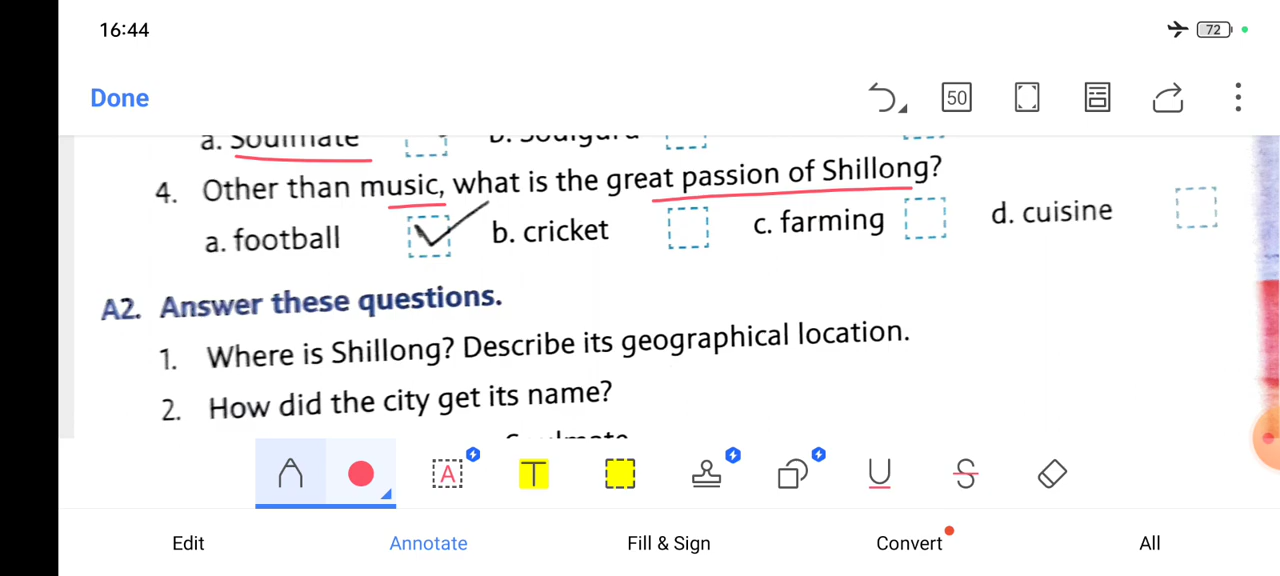 16:44
72
Done
50
a. Soulmate
4. Other than music, what is the great passion of Shillong?
a. football b. cricket c. farming d. cuisine
A2. Answer these questions.
1. Where is Shillong? Describe its geographical location.
2. How did the city get its name?
Soulmate
A T U S
Edit Annotate Fill & Sign Convert All